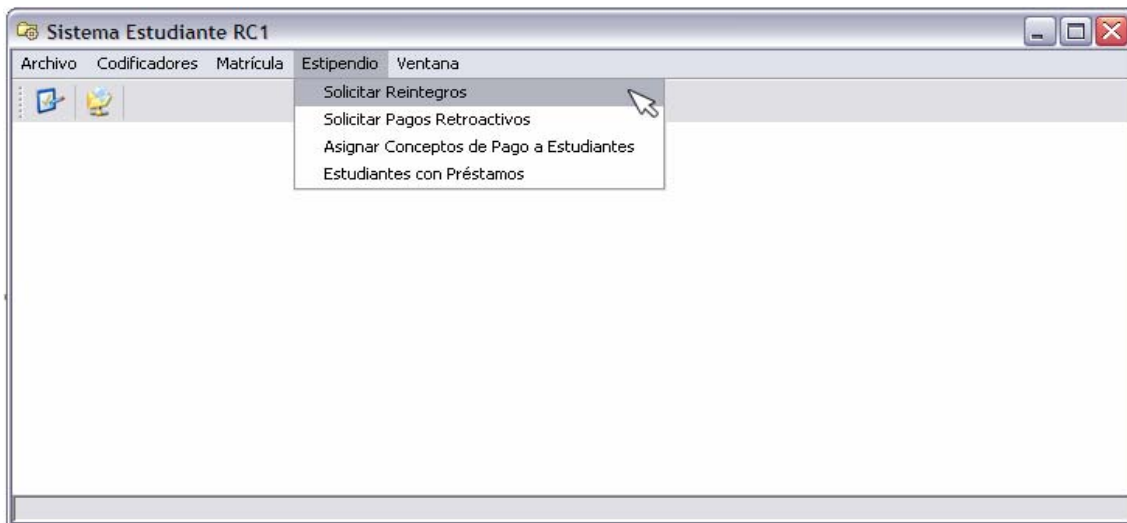 Sistema Estudiante RC1
Archivo Codificadores Matrícula Estipendio Ventana
Solicitar Reintegros
Solicitar Pagos Retroactivos
Asignar Conceptos de Pago a Estudiantes
Estudiantes con Préstamos